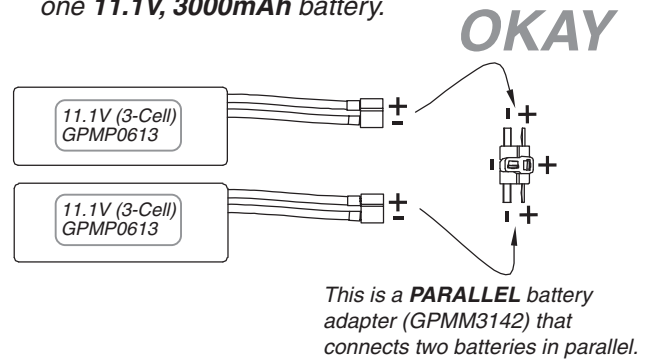 one 11.1V, 3000mAh battery.
OKAY
11.1V (3-Cell)
GPMP0613
+
-
- +
- +
11.1V (3-Cell)
GPMP0613
+
-
- +
This is a PARALLEL battery
adapter (GPMM3142) that
connects two batteries in parallel.